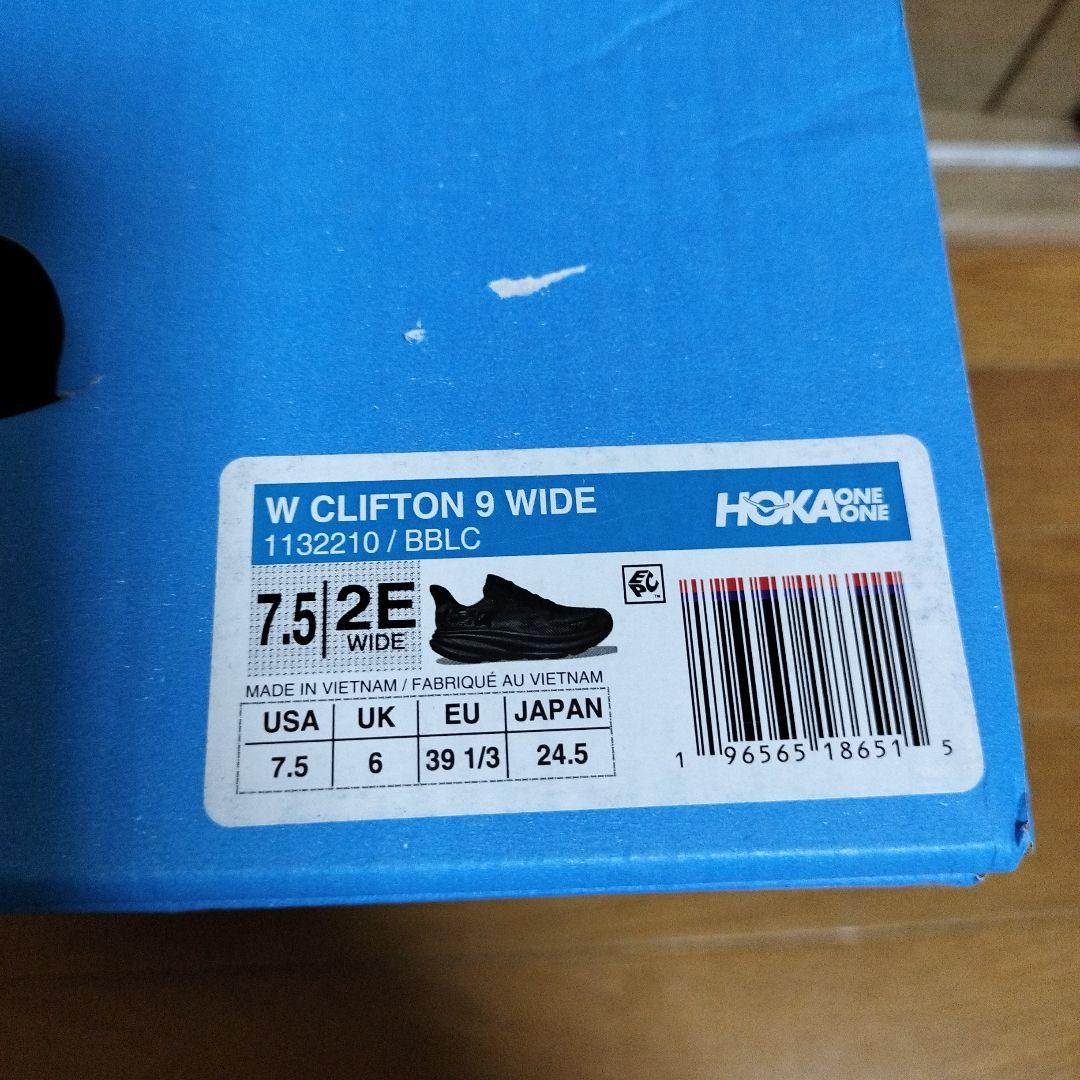 W CLIFTON 9 WIDE
1132210 / BBLC
HOKA ONE ONE
7.5 2E WIDE
EPC™
MADE IN VIETNAM / FABRIQUÉ AU VIETNAM
USA UK EU JAPAN
7.5 6 39 1/3 24.5
1 96565 18651 5